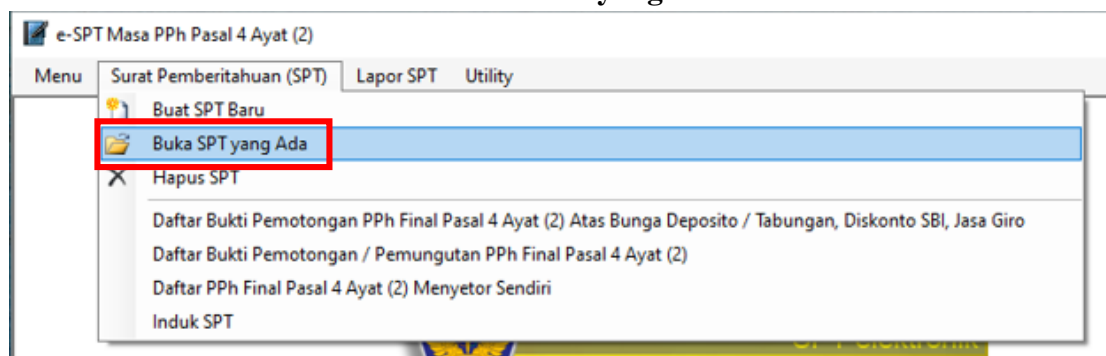 e-SPT Masa PPh Pasal 4 Ayat (2)
Menu Surat Pemberitahuan (SPT) Lapor SPT Utility
Buat SPT Baru
Buka SPT yang Ada
Hapus SPT
Daftar Bukti Pemotongan PPh Final Pasal 4 Ayat (2) Atas Bunga Deposito / Tabungan, Diskonto SBI, Jasa Giro
Daftar Bukti Pemotongan / Pemungutan PPh Final Pasal 4 Ayat (2)
Daftar PPh Final Pasal 4 Ayat (2) Menyetor Sendiri
Induk SPT